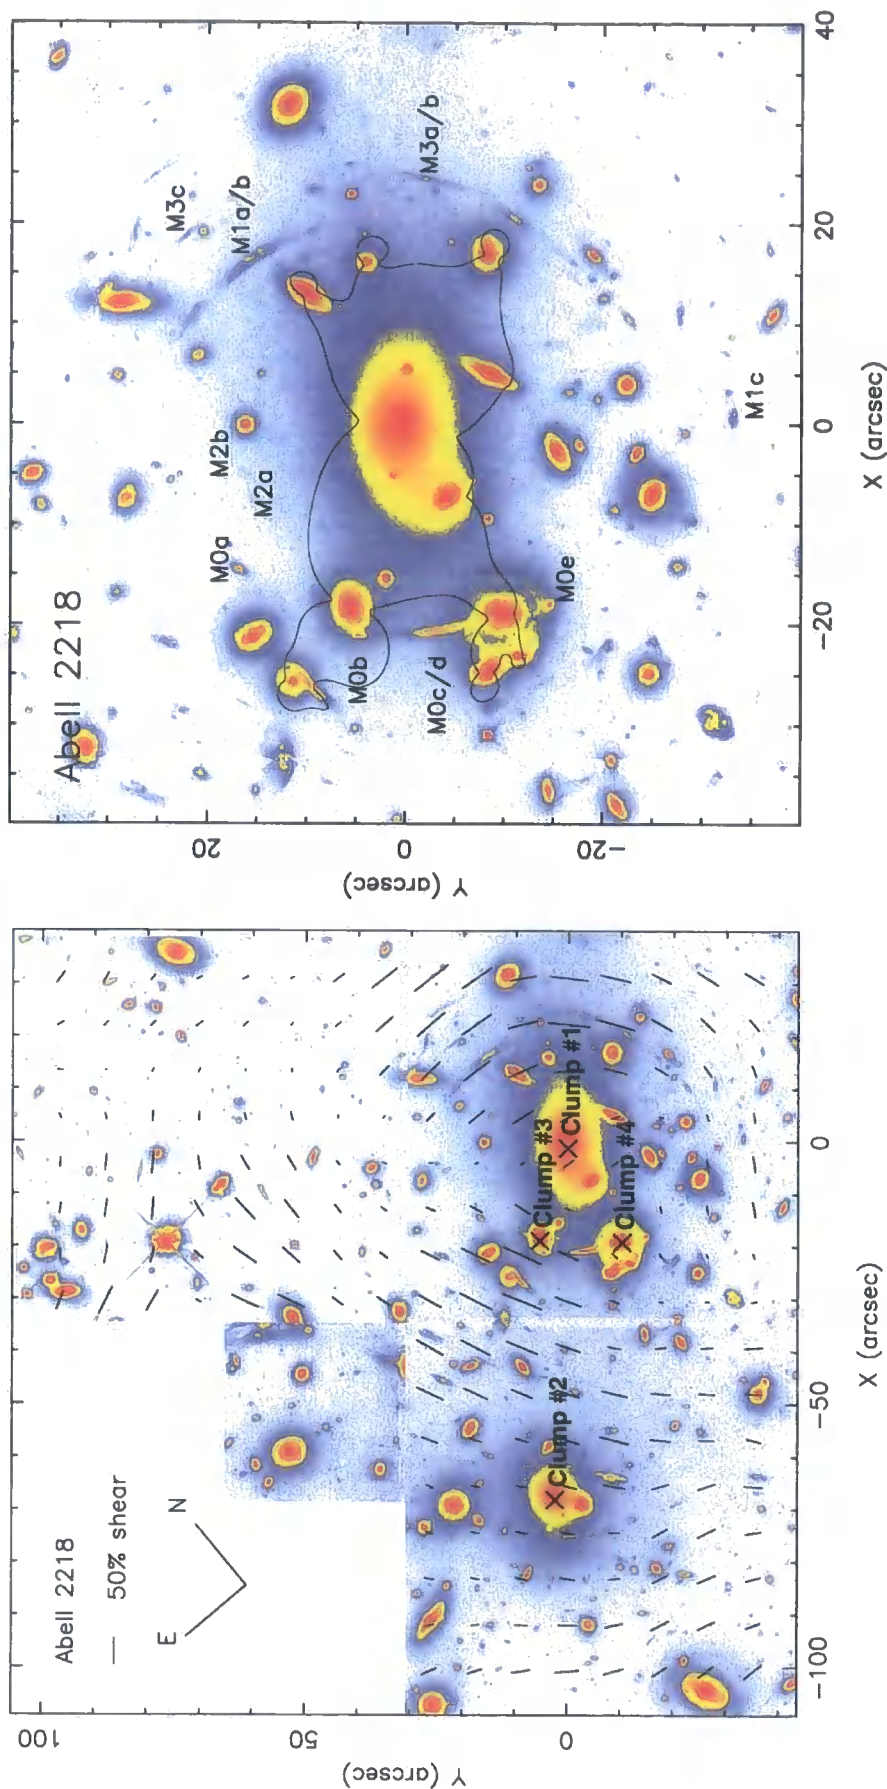 Abell 2218
50% shear
E
N
Clump #1
Clump #3
Clump #4
Clump #2
100
50
0
Y (arcsec)
−100
−50
0
X (arcsec)
Abell 2218
M3c
M1a/b
M3a/b
M2b
M2a
M0a
M0b
M0c/d
M0e
M1c
20
0
−20
Y (arcsec)
−20
0
20
40
X (arcsec)